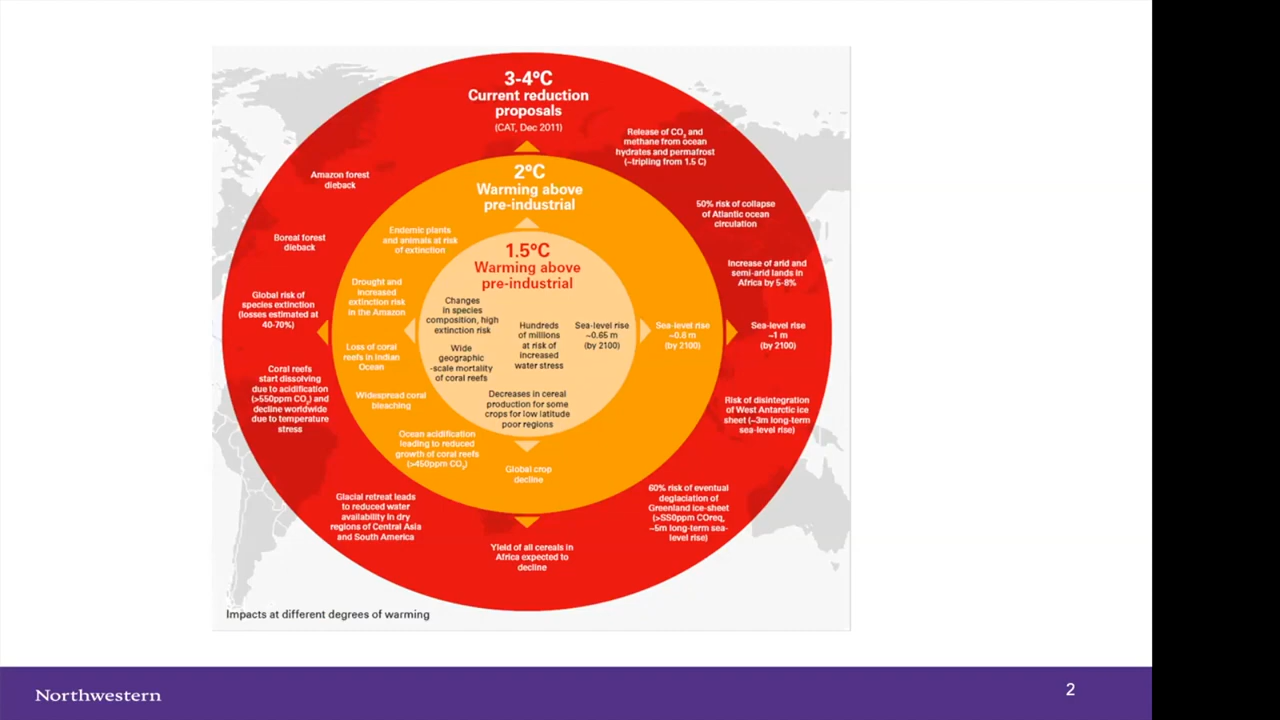 3-4°C
Current reduction
proposals
(CAT, Dec 2011)
Release of CO₂ and
methane from ocean
hydrates and permafrost
(~tripling from 1.5 C)
50% risk of collapse
of Atlantic ocean
circulation
Increase of arid and
semi-arid lands in
Africa by 5-8%
Sea-level rise
~1 m
(by 2100)
Risk of disintegration
of West Antarctic ice
sheet (~3m long-term
sea-level rise)
60% risk of eventual
deglaciation of
Greenland ice-sheet
(>550ppm COreq,
~5m long-term sea-
level rise)
Yield of all cereals in
Africa expected to
decline
Glacial retreat leads
to reduced water
availability in dry
regions of Central Asia
and South America
Coral reefs
start dissolving
due to acidification
(>550ppm CO₂) and
decline worldwide
due to temperature
stress
Global risk of
species extinction
(losses estimated at
40-70%)
Boreal forest
dieback
Amazon forest
dieback
2°C
Warming above
pre-industrial
Endemic plants
and animals at risk
of extinction
Drought and
increased
extinction risk
in the Amazon
Loss of coral
reefs in Indian
Ocean
Widespread coral
bleaching
Ocean acidification
leading to reduced
growth of coral reefs
(>450ppm CO₂)
Global crop
decline
Sea-level rise
~0.8 m
(by 2100)
1.5°C
Warming above
pre-industrial
Changes
in species
composition, high
extinction risk
Wide
geographic
-scale mortality
of coral reefs
Hundreds
of millions
at risk of
increased
water stress
Sea-level rise
~0.65 m
(by 2100)
Decreases in cereal
production for some
crops for low latitude
poor regions
Impacts at different degrees of warming
Northwestern
2